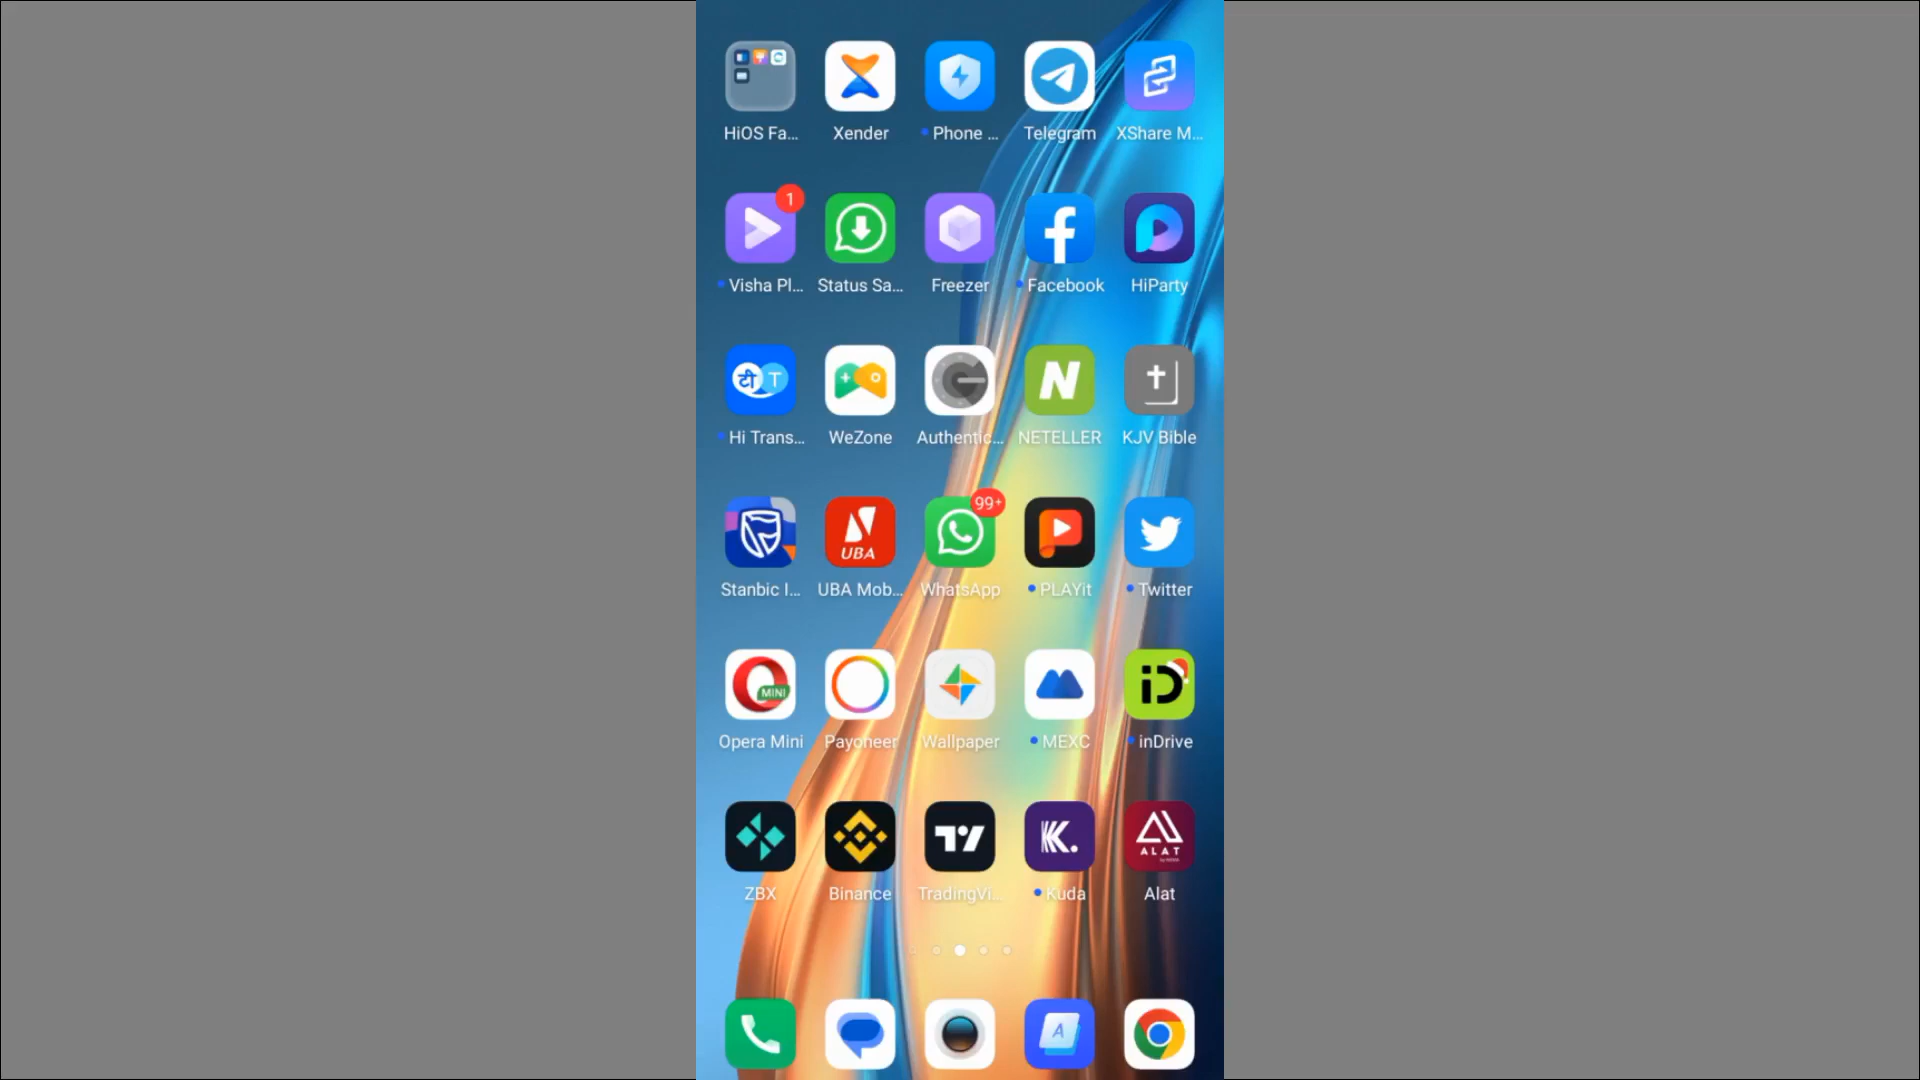 HiOS Fa...
Xender
Phone ...
Telegram
XShare M...
1
Visha Pl...
Status Sa...
Freezer
Facebook
HiParty
टी T
Hi Trans...
WeZone
Authentic...
N
NETELLER
KJV Bible
Stanbic I...
UBA
UBA Mob...
99+
WhatsApp
PLAYit
Twitter
MINI
Opera Mini
Payoneer
Wallpaper
MEXC
iD
inDrive
ZBX
Binance
TradingVi...
K.
Kuda
ALAT
Alat
A